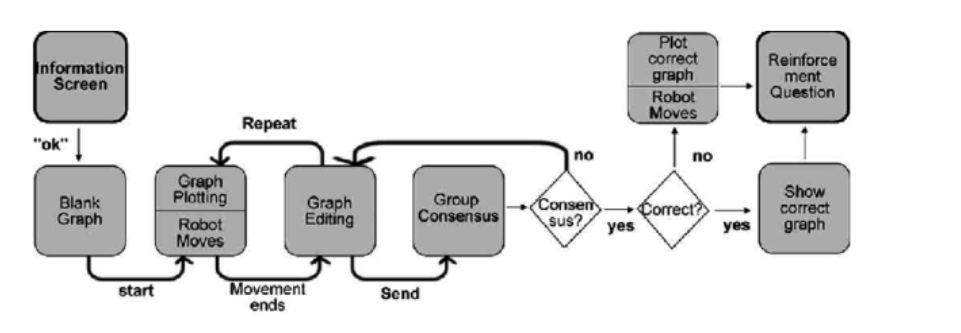 Information
Screen
"ok"
Blank
Graph
start
Graph
Plotting
Robot
Moves
Repeat
Movement
ends
Graph
Editing
Send
Group
Consensus
no
Consen
sus?
yes
Correct?
no
yes
Plot
correct
graph
Robot
Moves
Reinforce
ment
Question
Show
correct
graph